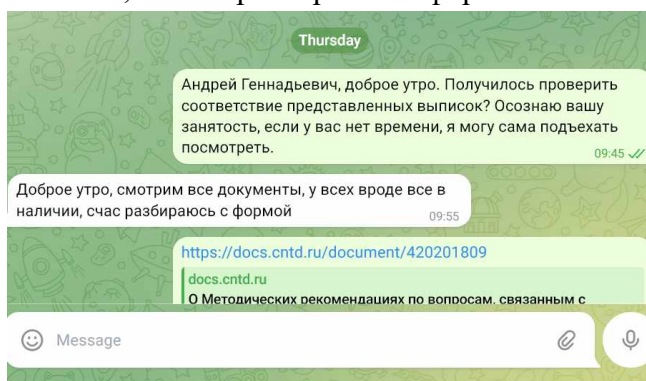 Thursday
Андрей Геннадьевич, доброе утро. Получилось проверить
соответствие представленных выписок? Осознаю вашу
занятость, если у вас нет времени, я могу сама подъехать
посмотреть.
09:45
Доброе утро, смотрим все документы, у всех вроде все в
наличии, счас разбираюсь с формой
09:55
https://docs.cntd.ru/document/420201809
docs.cntd.ru
О Методических рекомендациях по вопросам, связанным с
Message